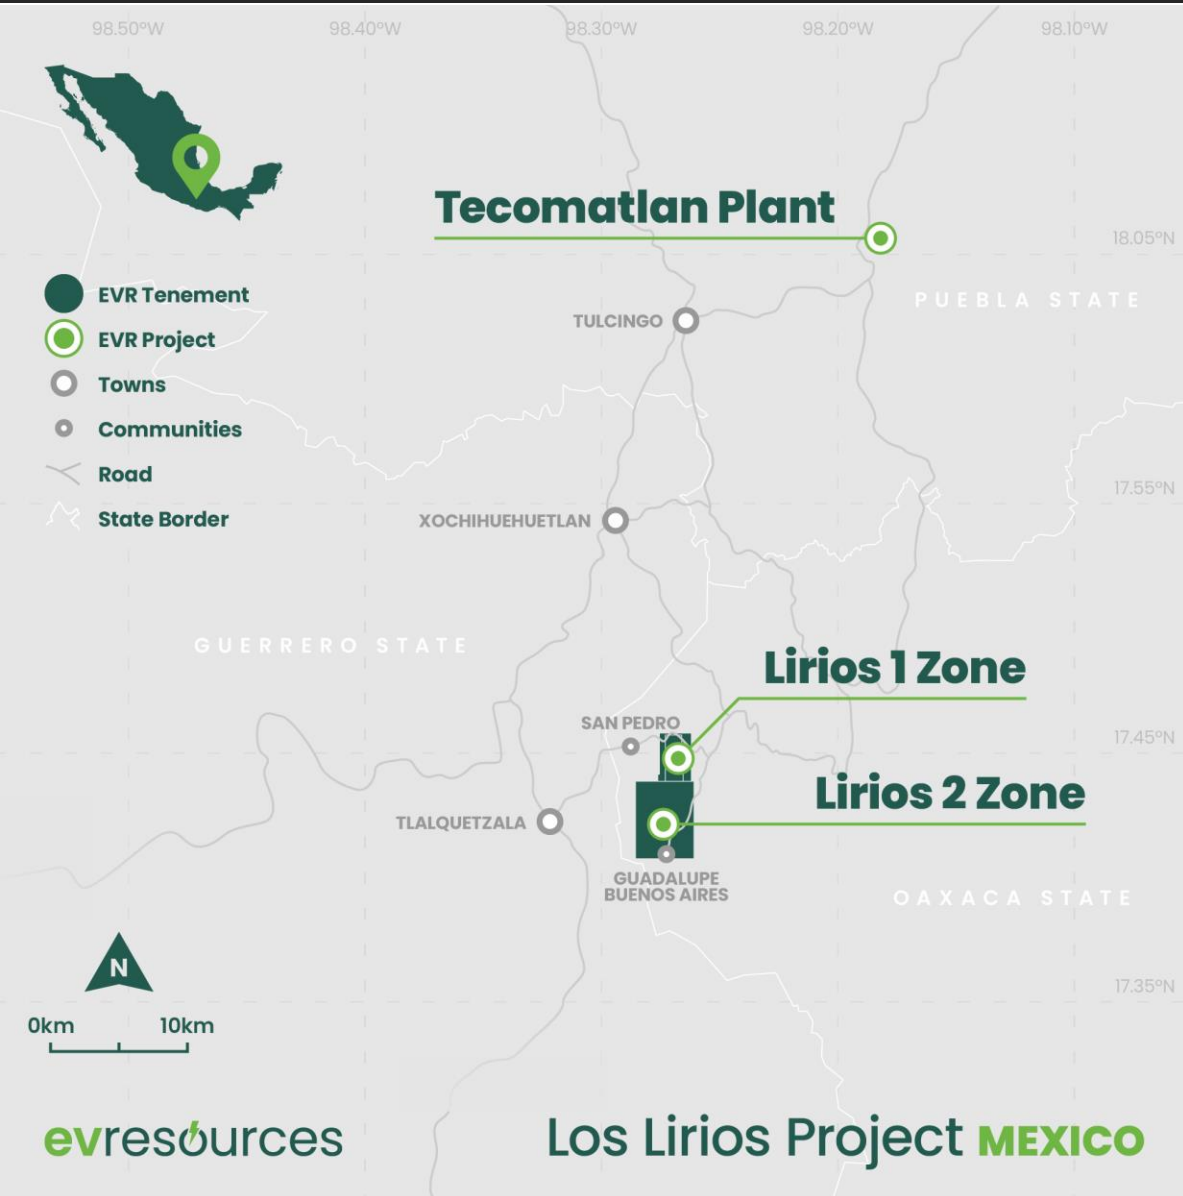 98.50°W 98.40°W 98.30°W 98.20°W 98.10°W
Tecomatlan Plant
18.05°N
EVR Tenement
PUEBLA STATE
TULCINGO
EVR Project
Towns
Communities
Road
17.55°N
State Border
XOCHIHUEHUETLAN
GUERRERO STATE
Lirios 1 Zone
SAN PEDRO
17.45°N
Lirios 2 Zone
TLALQUETZALA
GUADALUPE
BUENOS AIRES
OAXACA STATE
N
17.35°N
0km 10km
evresources
Los Lirios Project MEXICO